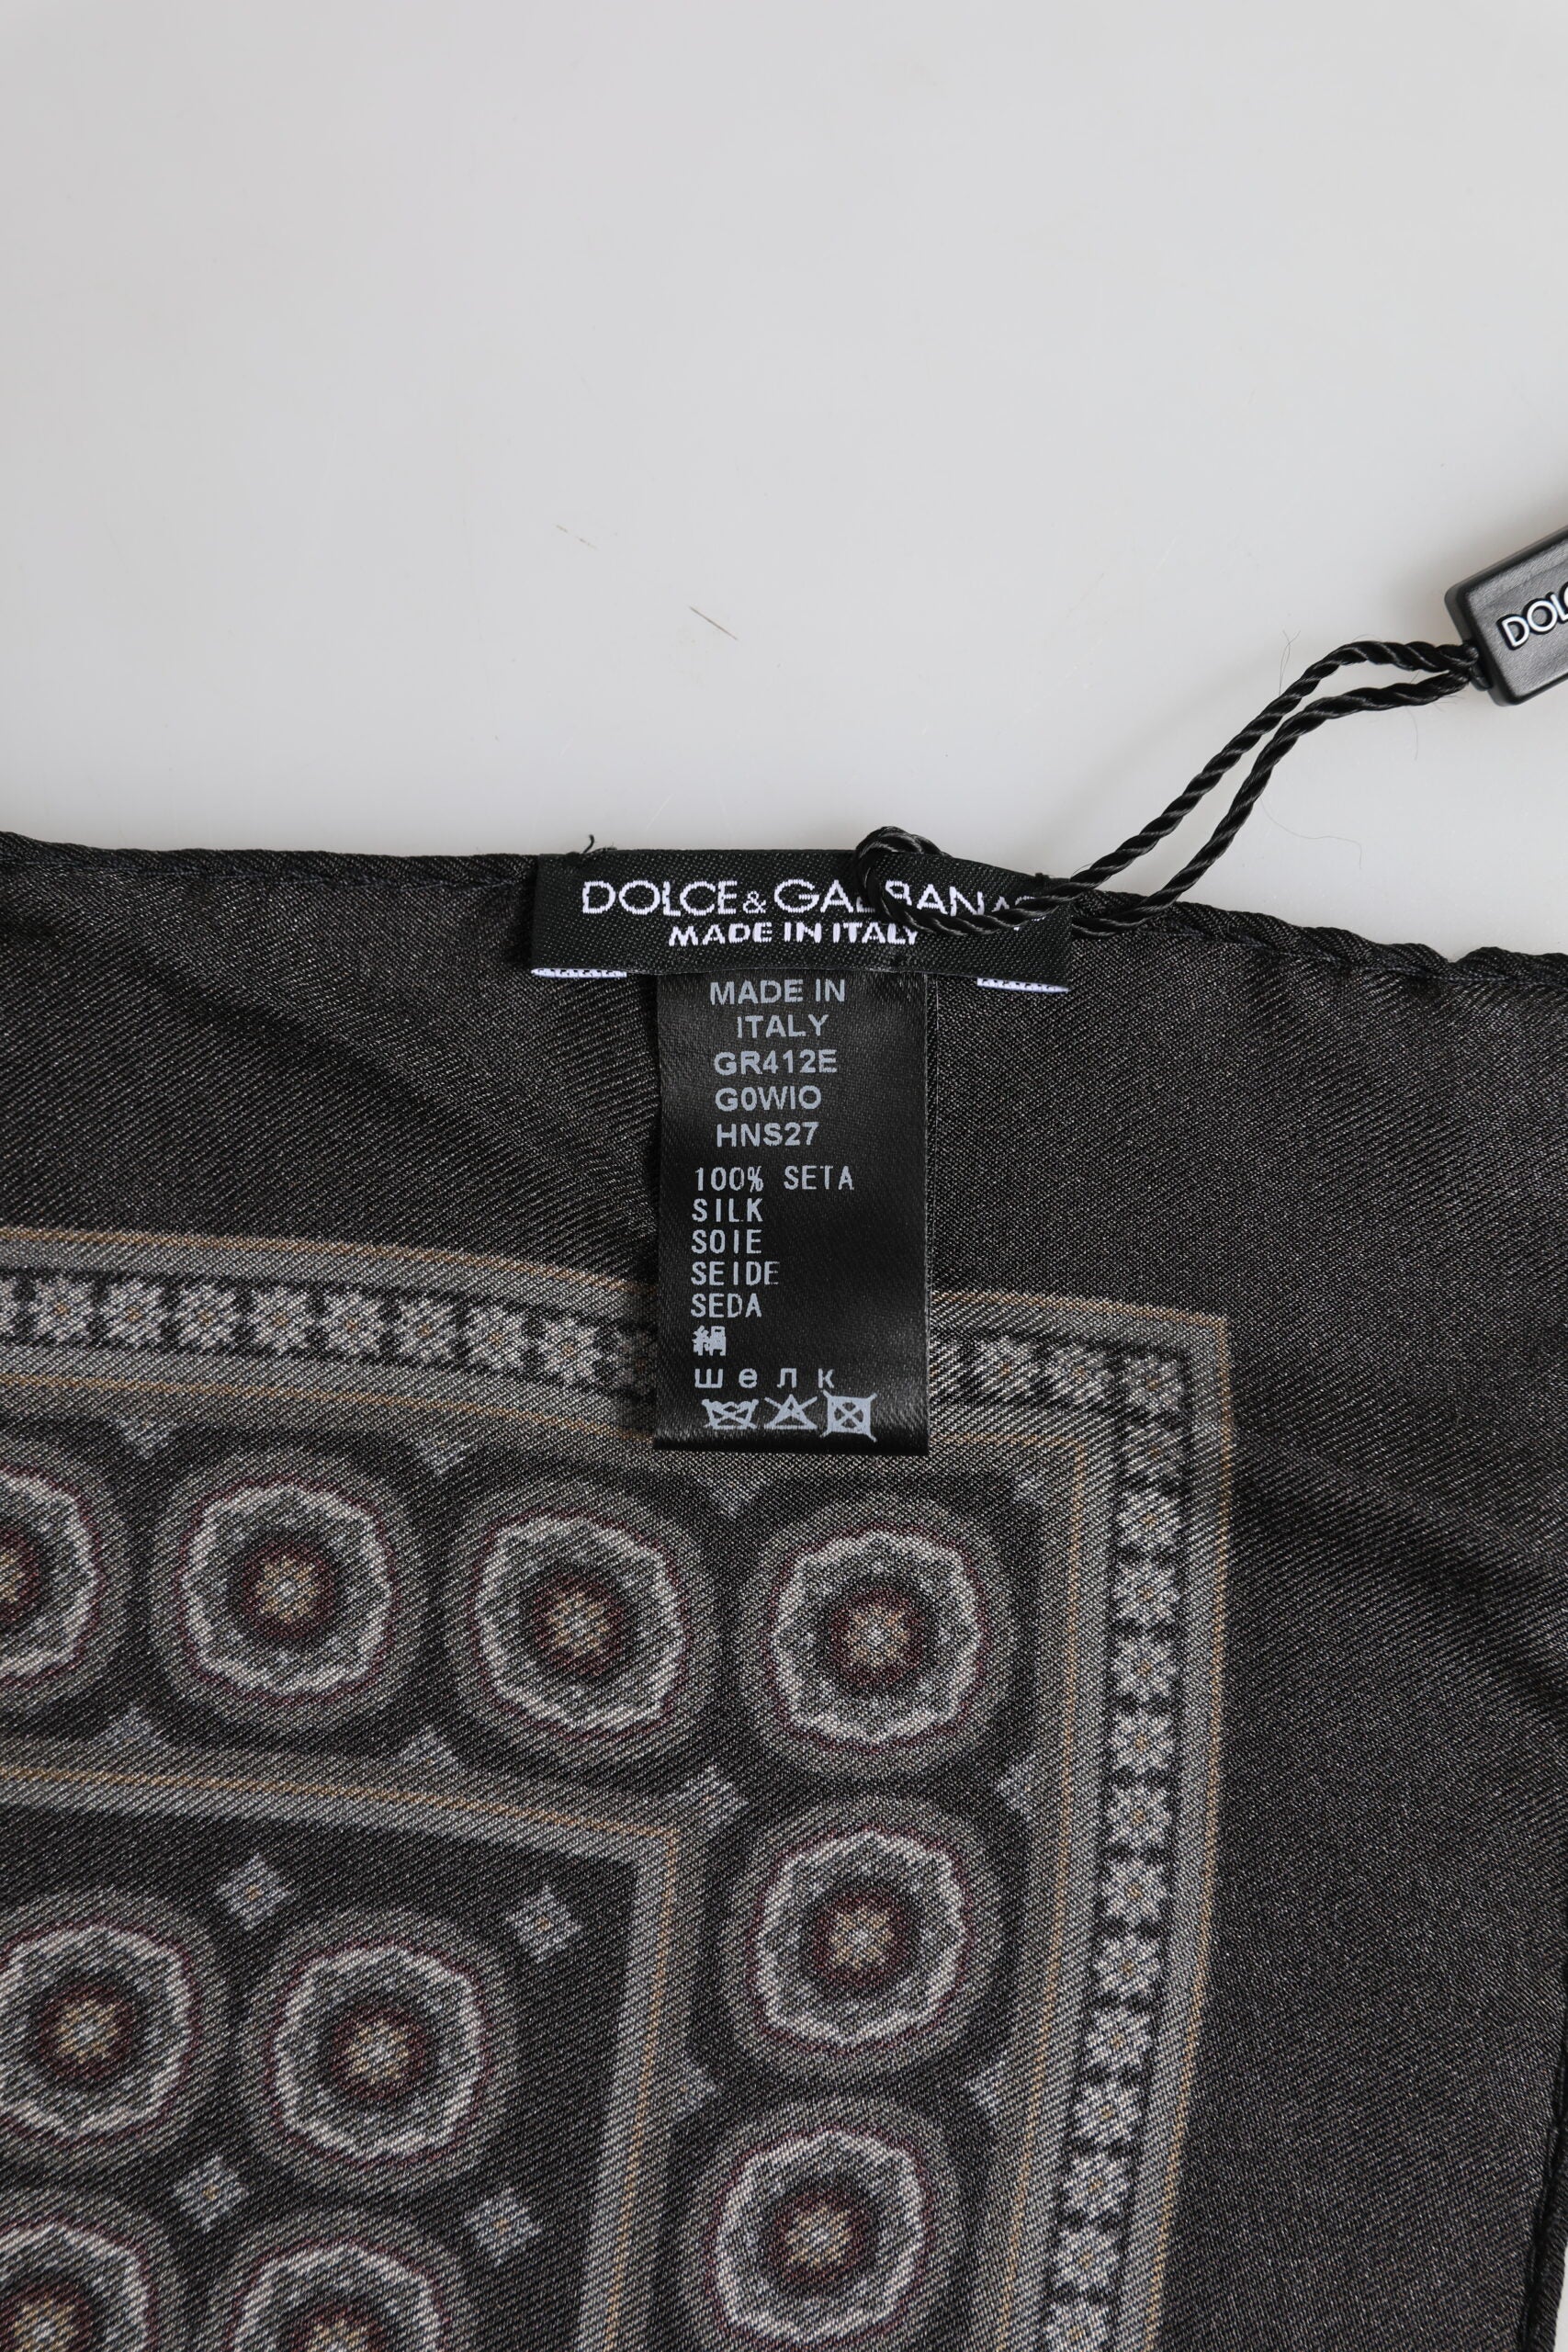 DOLC
DOLCE&GABBANA
MADE IN ITALY
MADE IN
ITALY
GR412E
G0WIO
HNS27
100% SETA
SILK
SOIE
SEIDE
SEDA
絹
шелк